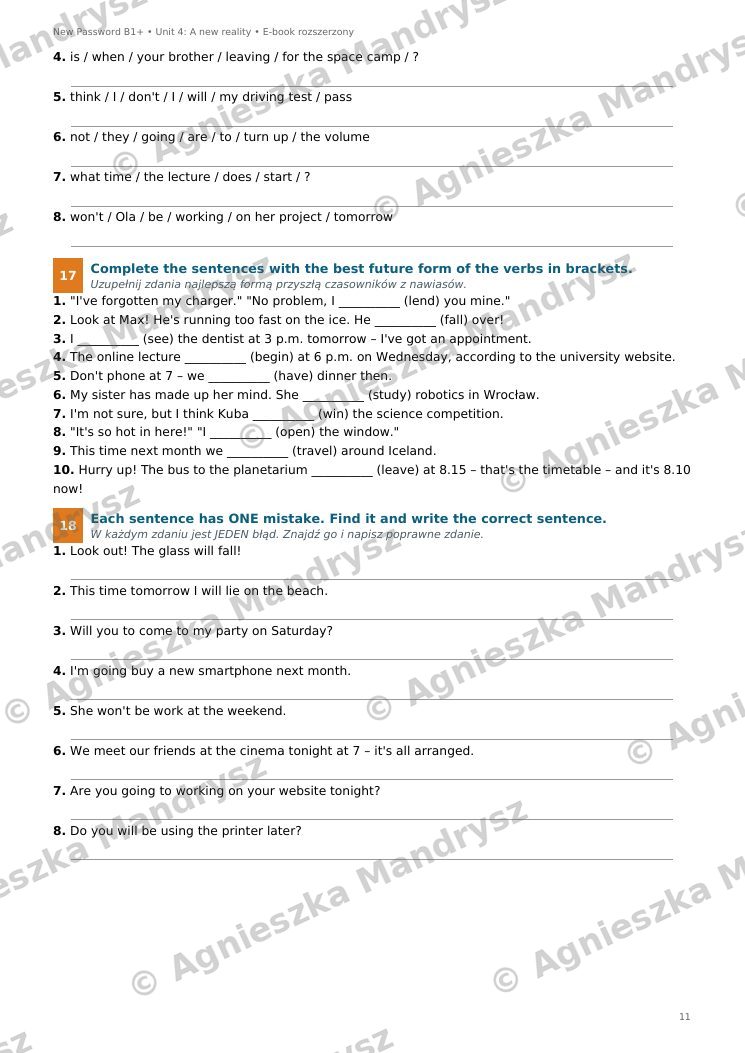 New Password B1+ • Unit 4: A new reality • E-book rozszerzony
4. is / when / your brother / leaving / for the space camp / ?
5. think / I / don't / I / will / my driving test / pass
6. not / they / going / are / to / turn up / the volume
7. what time / the lecture / does / start / ?
8. won't / Ola / be / working / on her project / tomorrow
17 Complete the sentences with the best future form of the verbs in brackets.
Uzupełnij zdania najlepszą formą przyszłą czasowników z nawiasów.
1. "I've forgotten my charger." "No problem, I __________ (lend) you mine."
2. Look at Max! He's running too fast on the ice. He __________ (fall) over!
3. I __________ (see) the dentist at 3 p.m. tomorrow – I've got an appointment.
4. The online lecture __________ (begin) at 6 p.m. on Wednesday, according to the university website.
5. Don't phone at 7 – we __________ (have) dinner then.
6. My sister has made up her mind. She __________ (study) robotics in Wrocław.
7. I'm not sure, but I think Kuba __________ (win) the science competition.
8. "It's so hot in here!" "I __________ (open) the window."
9. This time next month we __________ (travel) around Iceland.
10. Hurry up! The bus to the planetarium __________ (leave) at 8.15 – that's the timetable – and it's 8.10
now!
18 Each sentence has ONE mistake. Find it and write the correct sentence.
W każdym zdaniu jest JEDEN błąd. Znajdź go i napisz poprawne zdanie.
1. Look out! The glass will fall!
2. This time tomorrow I will lie on the beach.
3. Will you to come to my party on Saturday?
4. I'm going buy a new smartphone next month.
5. She won't be work at the weekend.
6. We meet our friends at the cinema tonight at 7 – it's all arranged.
7. Are you going to working on your website tonight?
8. Do you will be using the printer later?
11
© Agnieszka Mandrysz